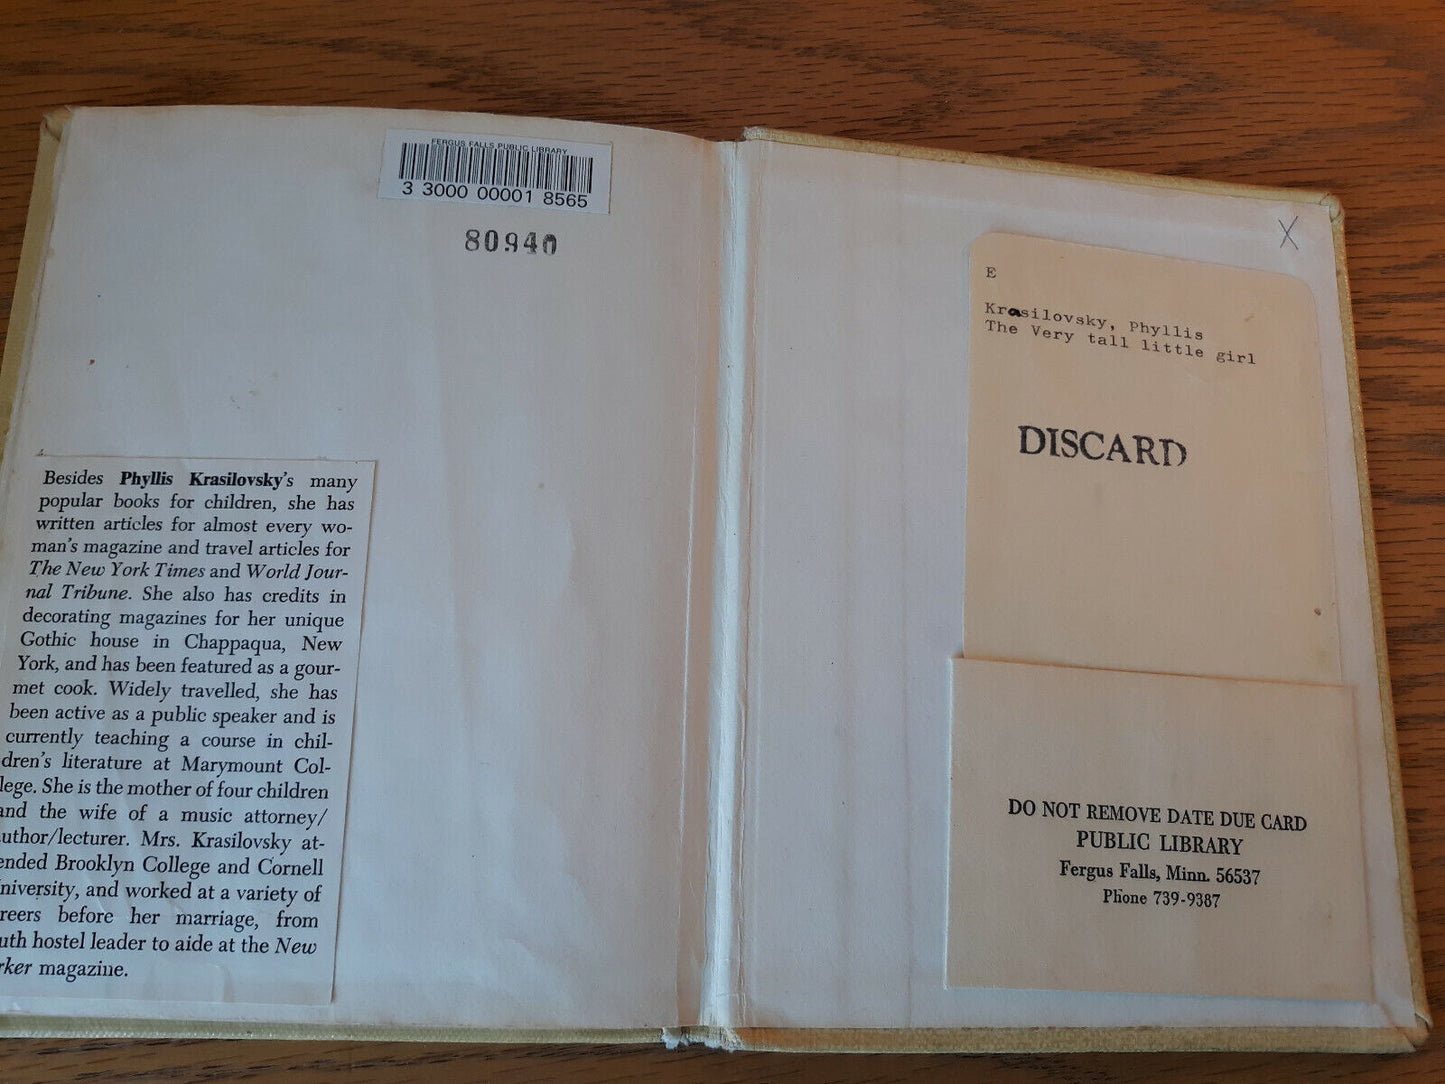 FERGUS FALLS PUBLIC LIBRARY
3 3000 00001 8565
80940
Besides Phyllis Krasilovsky's many
popular books for children, she has
written articles for almost every wo-
man's magazine and travel articles for
The New York Times and World Jour-
nal Tribune. She also has credits in
decorating magazines for her unique
Gothic house in Chappaqua, New
York, and has been featured as a gour-
met cook. Widely travelled, she has
been active as a public speaker and is
currently teaching a course in chil-
dren's literature at Marymount Col-
lege. She is the mother of four children
and the wife of a music attorney/
uthor/lecturer. Mrs. Krasilovsky at-
ended Brooklyn College and Cornell
niversity, and worked at a variety of
reers before her marriage, from
uth hostel leader to aide at the New
rker magazine.
X
E
Krasilovsky, Phyllis
The Very tall little girl
DISCARD
DO NOT REMOVE DATE DUE CARD
PUBLIC LIBRARY
Fergus Falls, Minn. 56537
Phone 739-9387